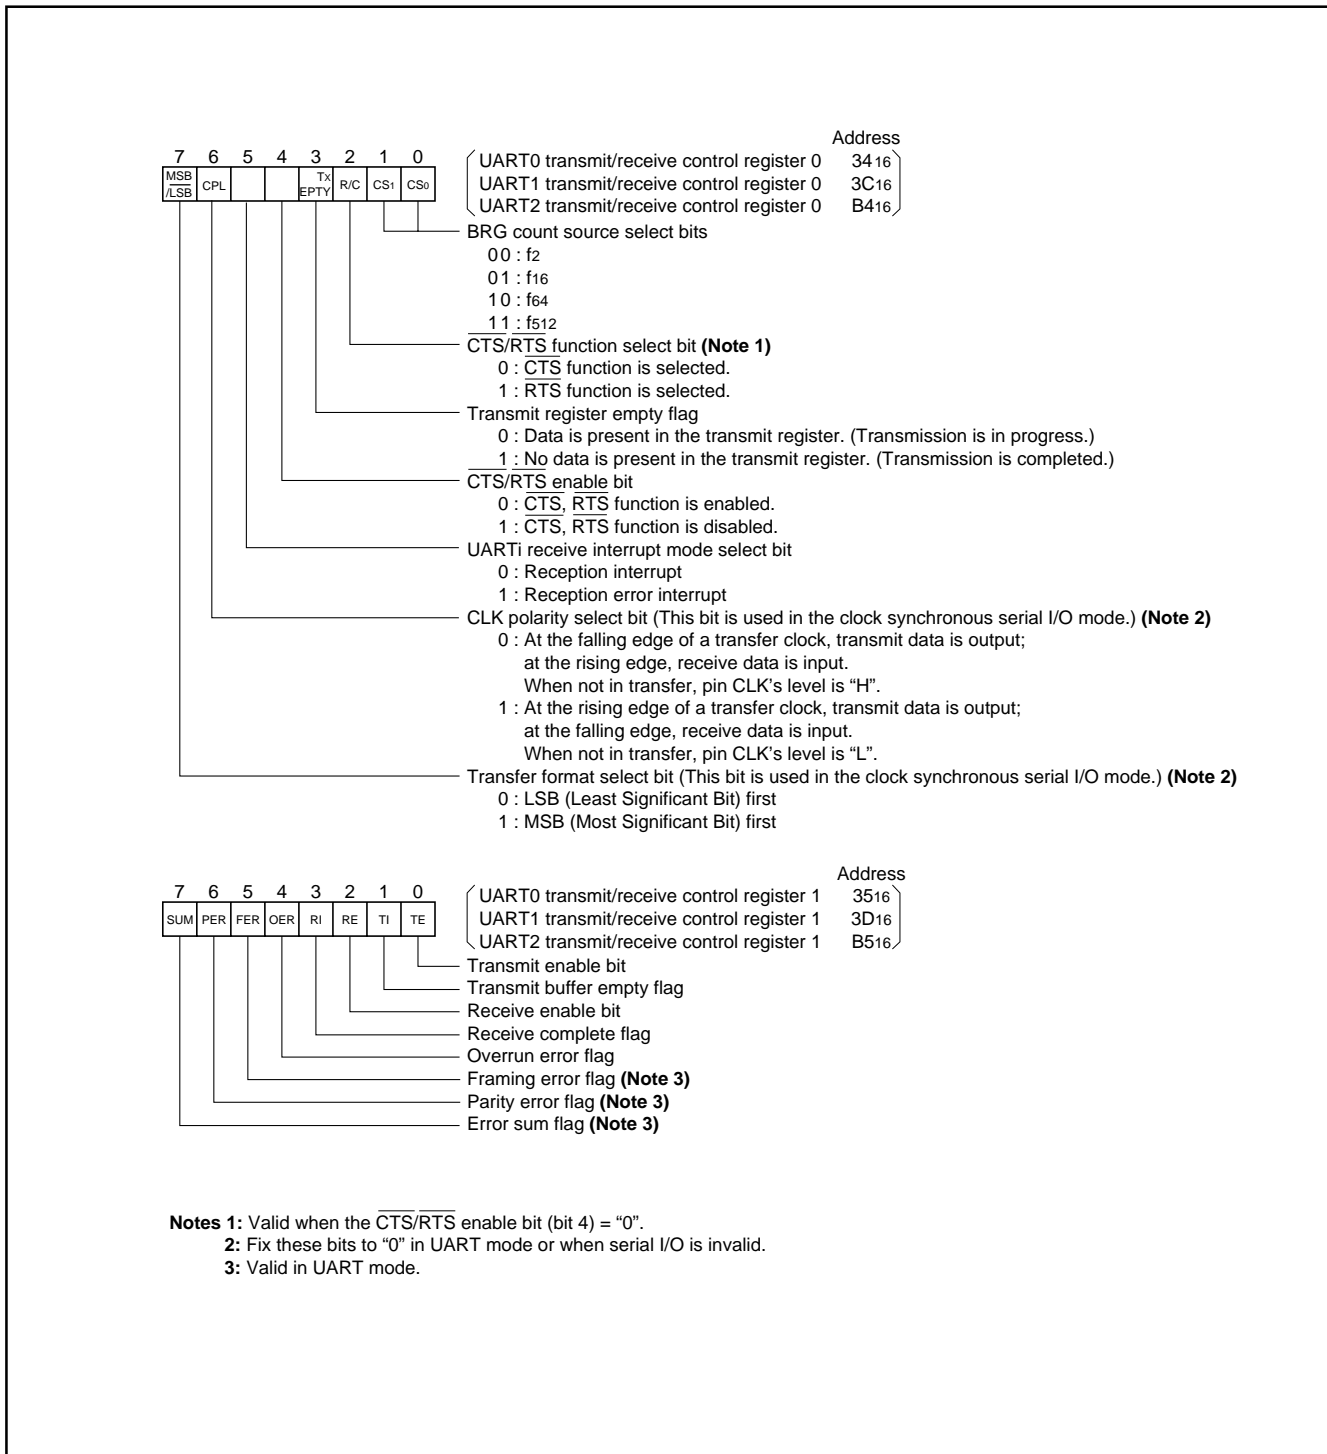 Address
7 6 5 4 3 2 1 0
UART0 transmit/receive control register 0 3416
MSB/LSB CPL TX EPTY R/C CS1 CS0
UART1 transmit/receive control register 0 3C16
UART2 transmit/receive control register 0 B416
BRG count source select bits
0 0 : f2
0 1 : f16
1 0 : f64
1 1 : f512
CTS/RTS function select bit (Note 1)
0 : CTS function is selected.
1 : RTS function is selected.
Transmit register empty flag
0 : Data is present in the transmit register. (Transmission is in progress.)
1 : No data is present in the transmit register. (Transmission is completed.)
CTS/RTS enable bit
0 : CTS, RTS function is enabled.
1 : CTS, RTS function is disabled.
UARTi receive interrupt mode select bit
0 : Reception interrupt
1 : Reception error interrupt
CLK polarity select bit (This bit is used in the clock synchronous serial I/O mode.) (Note 2)
0 : At the falling edge of a transfer clock, transmit data is output;
at the rising edge, receive data is input.
When not in transfer, pin CLK’s level is “H”.
1 : At the rising edge of a transfer clock, transmit data is output;
at the falling edge, receive data is input.
When not in transfer, pin CLK’s level is “L”.
Transfer format select bit (This bit is used in the clock synchronous serial I/O mode.) (Note 2)
0 : LSB (Least Significant Bit) first
1 : MSB (Most Significant Bit) first
Address
7 6 5 4 3 2 1 0
UART0 transmit/receive control register 1 3516
SUM PER FER OER RI RE TI TE
UART1 transmit/receive control register 1 3D16
UART2 transmit/receive control register 1 B516
Transmit enable bit
Transmit buffer empty flag
Receive enable bit
Receive complete flag
Overrun error flag
Framing error flag (Note 3)
Parity error flag (Note 3)
Error sum flag (Note 3)
Notes 1: Valid when the CTS/RTS enable bit (bit 4) = “0”.
2: Fix these bits to “0” in UART mode or when serial I/O is invalid.
3: Valid in UART mode.